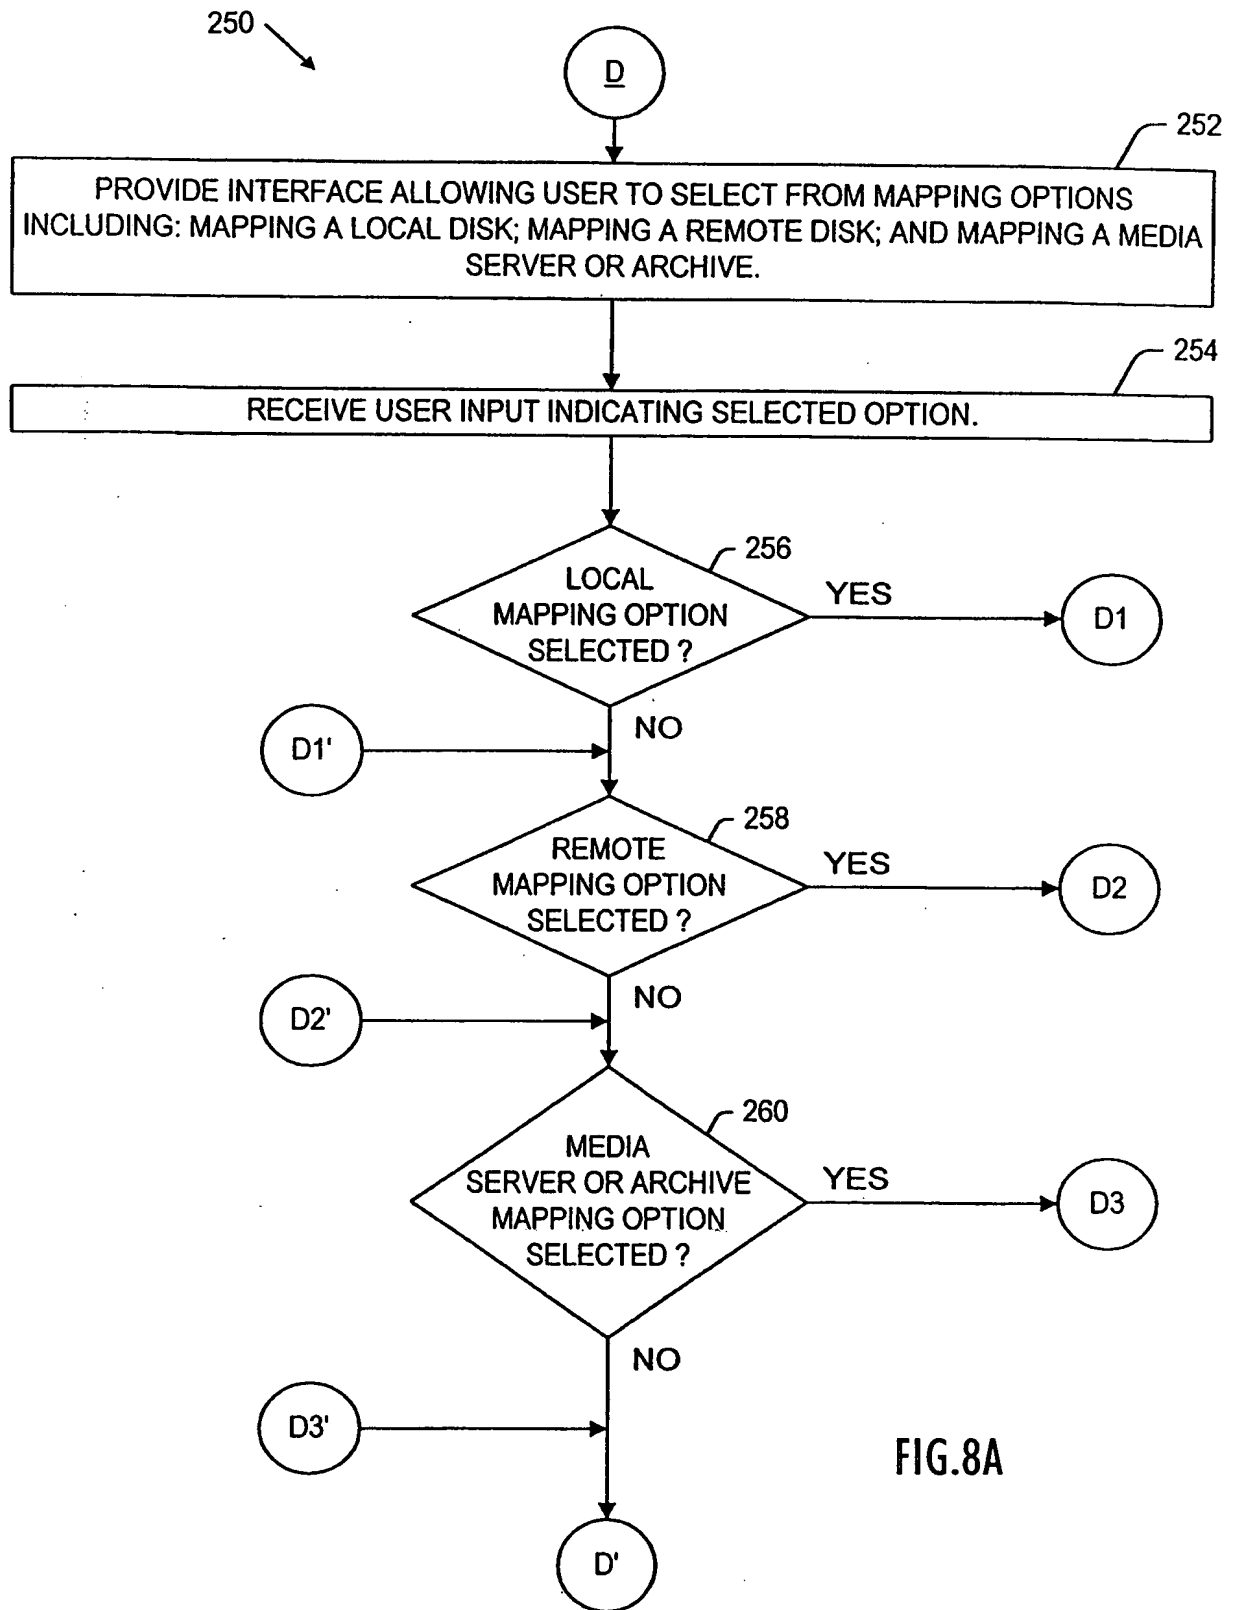 250
D
252
PROVIDE INTERFACE ALLOWING USER TO SELECT FROM MAPPING OPTIONS
INCLUDING: MAPPING A LOCAL DISK; MAPPING A REMOTE DISK; AND MAPPING A MEDIA
SERVER OR ARCHIVE.
254
RECEIVE USER INPUT INDICATING SELECTED OPTION.
256
LOCAL
MAPPING OPTION
SELECTED ?
YES
D1
NO
D1'
258
REMOTE
MAPPING OPTION
SELECTED ?
YES
D2
NO
D2'
260
MEDIA
SERVER OR ARCHIVE
MAPPING OPTION
SELECTED ?
YES
D3
NO
D3'
FIG.8A
D'